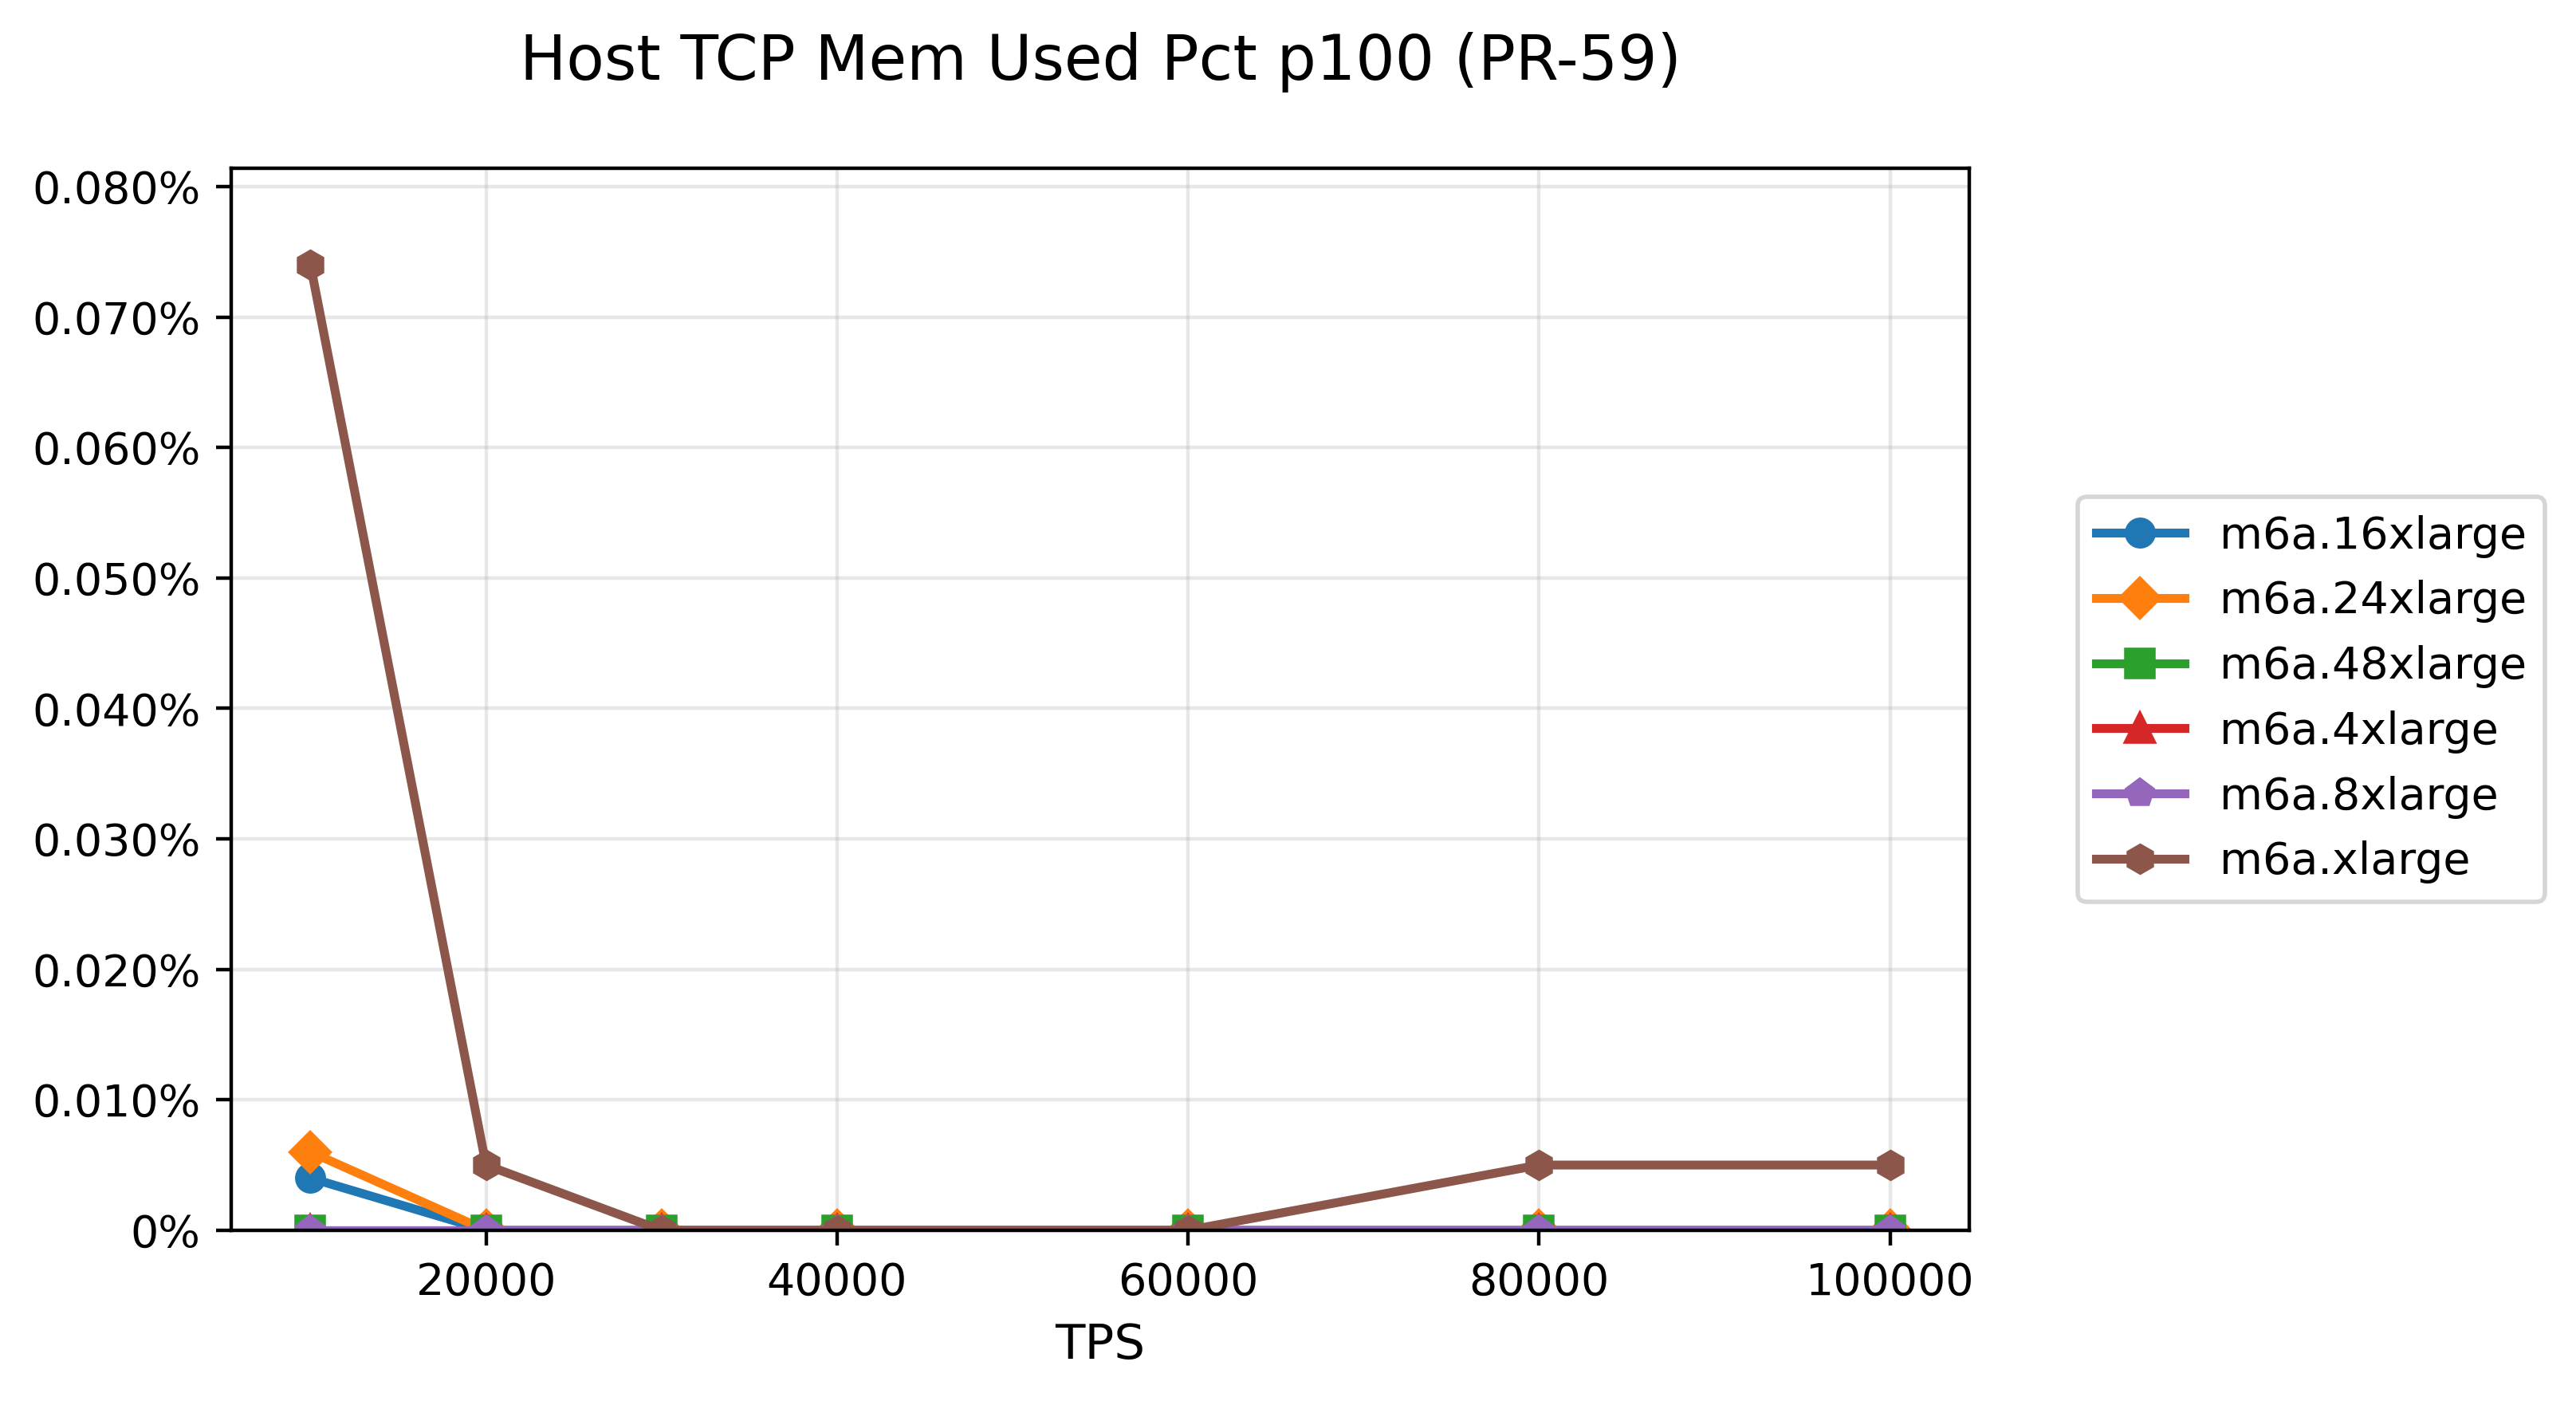 Host TCP Mem Used Pct p100 (PR-59)
0.080%
0.070%
0.060%
0.050%
0.040%
0.030%
0.020%
0.010%
0%
20000 40000 60000 80000 100000
TPS
m6a.16xlarge
m6a.24xlarge
m6a.48xlarge
m6a.4xlarge
m6a.8xlarge
m6a.xlarge